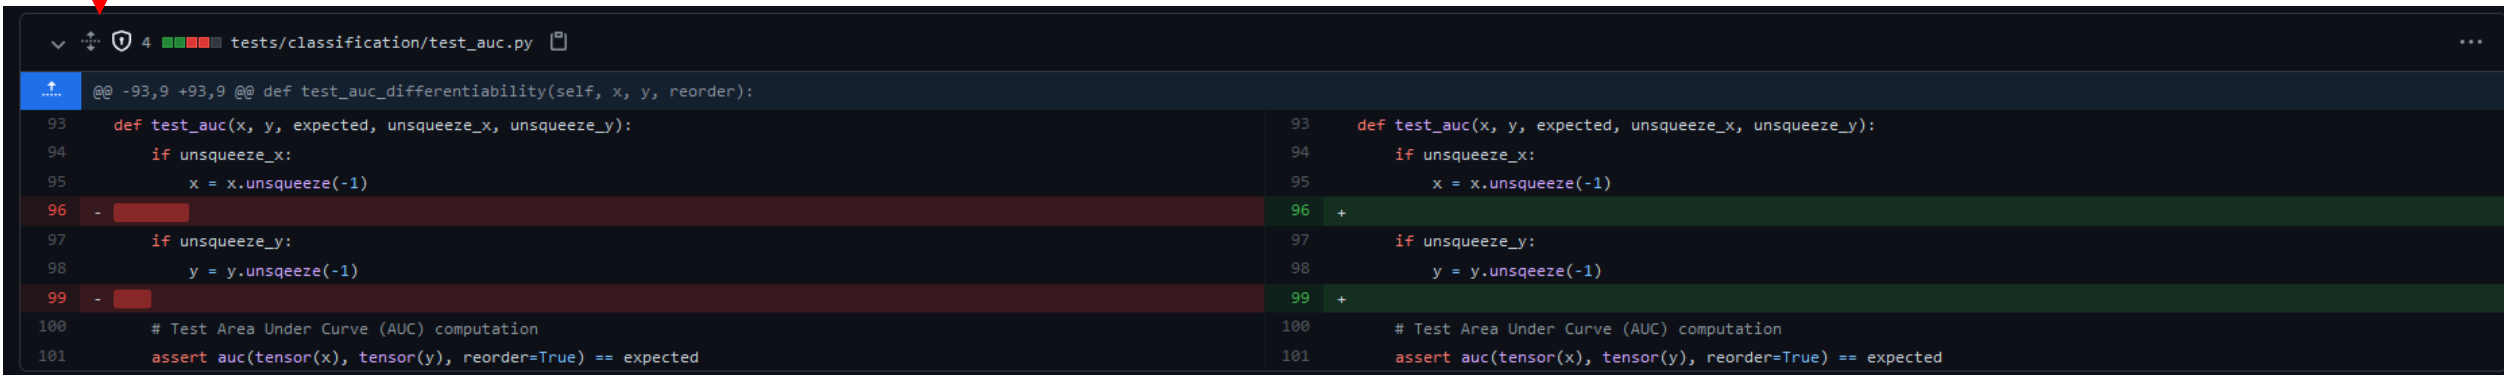 4 tests/classification/test_auc.py
@@ -93,9 +93,9 @@ def test_auc_differentiability(self, x, y, reorder):
93 def test_auc(x, y, expected, unsqueeze_x, unsqueeze_y):
94 if unsqueeze_x:
95 x = x.unsqueeze(-1)
96 -
97 if unsqueeze_y:
98 y = y.unsqeeze(-1)
99 -
100 # Test Area Under Curve (AUC) computation
101 assert auc(tensor(x), tensor(y), reorder=True) == expected
93 def test_auc(x, y, expected, unsqueeze_x, unsqueeze_y):
94 if unsqueeze_x:
95 x = x.unsqueeze(-1)
96 +
97 if unsqueeze_y:
98 y = y.unsqeeze(-1)
99 +
100 # Test Area Under Curve (AUC) computation
101 assert auc(tensor(x), tensor(y), reorder=True) == expected